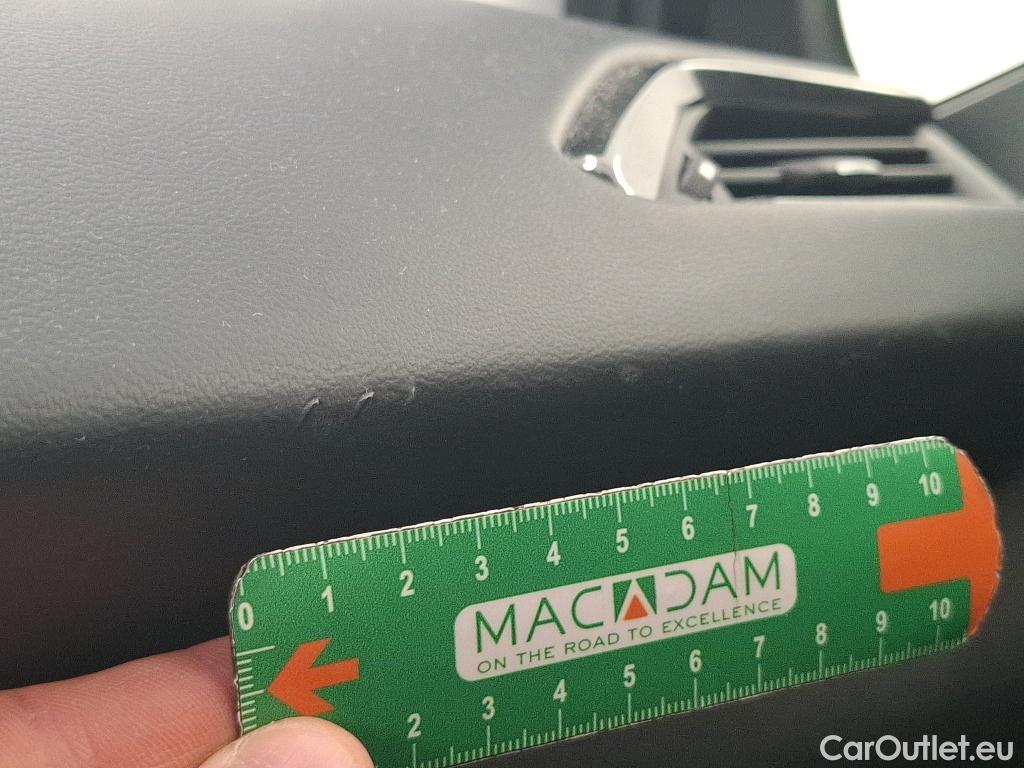 0 1 2 3 4 5 6 7 8 9 10
MACADAM
ON THE ROAD TO EXCELLENCE
2 3 4 5 6 7 8 9 10
CarOutlet.eu